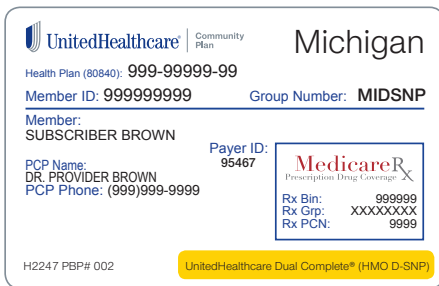 UnitedHealthcare® Community Plan
Michigan
Health Plan (80840): 999-99999-99
Member ID: 999999999 Group Number: MIDSNP
Member:
SUBSCRIBER BROWN
Payer ID:
95467
PCP Name:
DR. PROVIDER BROWN
PCP Phone: (999)999-9999
MedicareRx
Prescription Drug Coverage
Rx Bin: 999999
Rx Grp: XXXXXXXX
Rx PCN: 9999
H2247 PBP# 002
UnitedHealthcare Dual Complete® (HMO D-SNP)